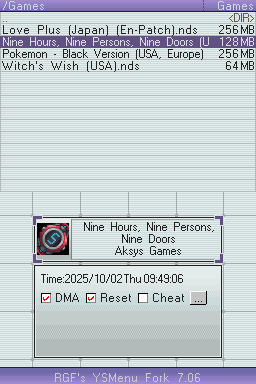 /Games Games
.. <DIR>
Love Plus (Japan) (En-Patch).nds 256MB
Nine Hours, Nine Persons, Nine Doors (U 128MB
Pokemon - Black Version (USA, Europe) 256MB
Witch's Wish (USA).nds 64MB
Nine Hours, Nine Persons,
Nine Doors
Aksys Games
Time:2025/10/02Thu 09:49:06
DMA Reset Cheat ...
RGF's YSMenu Fork 7.06